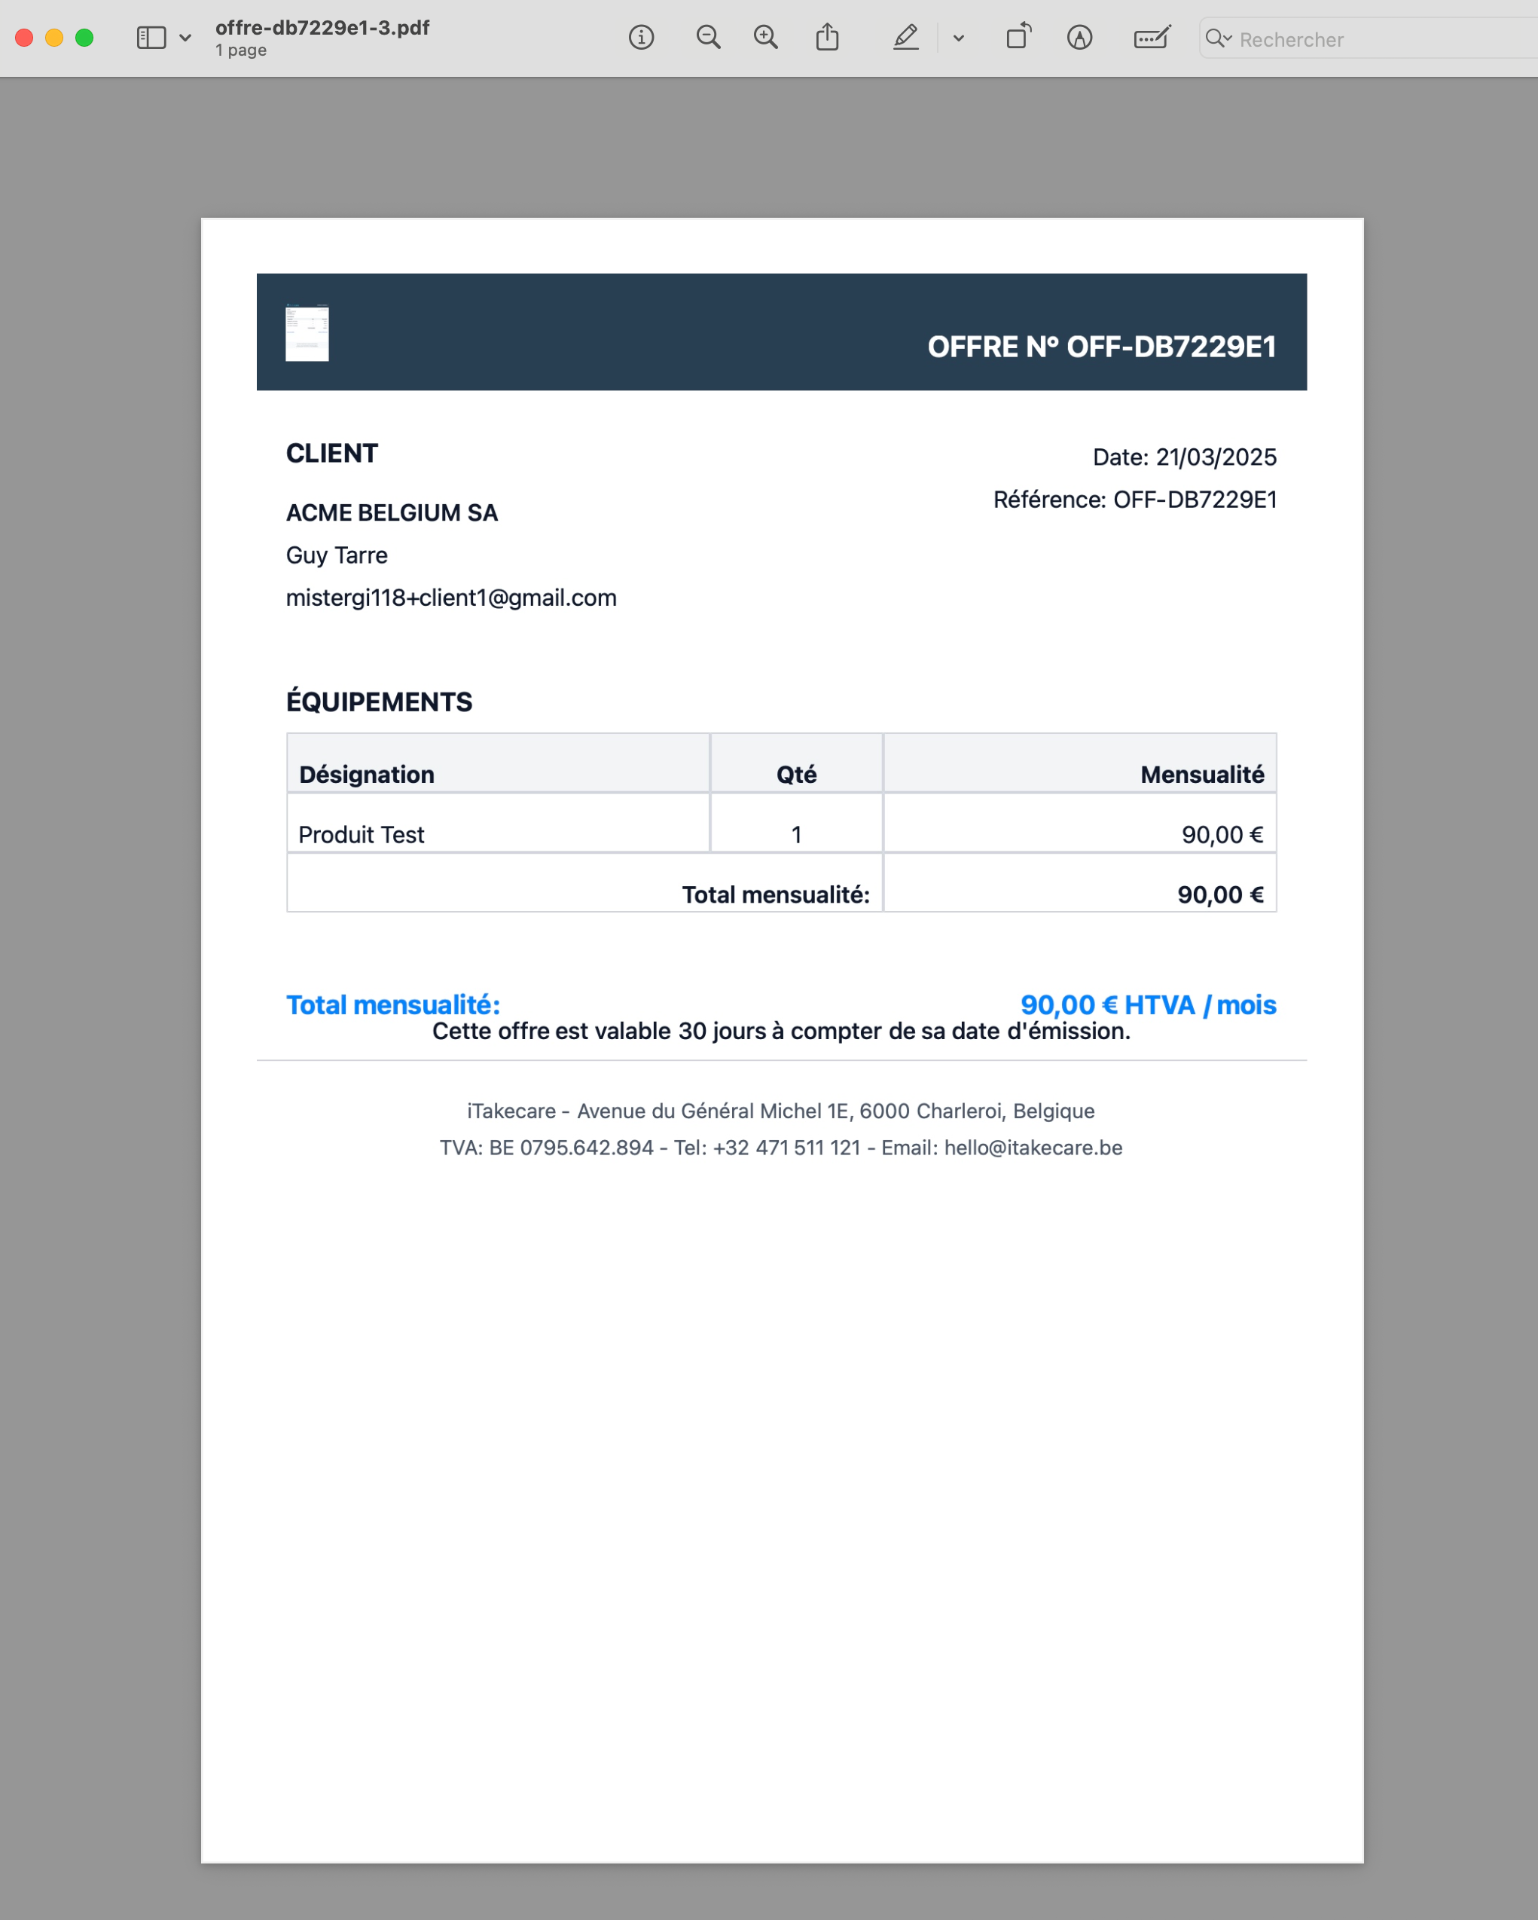 offre-db7229e1-3.pdf
1 page
Rechercher
OFFRE N° OFF-DB7229E1
CLIENT
Date: 21/03/2025
Référence: OFF-DB7229E1
ACME BELGIUM SA
Guy Tarre
mistergi118+client1@gmail.com
ÉQUIPEMENTS
Désignation Qté Mensualité
Produit Test 1 90,00 €
Total mensualité: 90,00 €
Total mensualité: 90,00 € HTVA / mois
Cette offre est valable 30 jours à compter de sa date d'émission.
iTakecare - Avenue du Général Michel 1E, 6000 Charleroi, Belgique
TVA: BE 0795.642.894 - Tel: +32 471 511 121 - Email: hello@itakecare.be